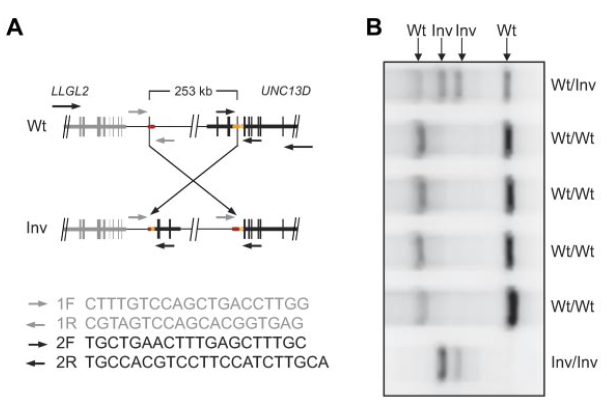 A
LLGL2
253 kb
UNC13D
Wt
Inv
1F CTTTGTCCAGCTGACCTTGG
1R CGTAGTCCAGCACGGTGAG
2F TGCTGAACTTTGAGCTTTGC
2R TGCCACGTCCTTCCATCTTGCA
B
Wt Inv Inv Wt
Wt/Inv
Wt/Wt
Wt/Wt
Wt/Wt
Wt/Wt
Inv/Inv